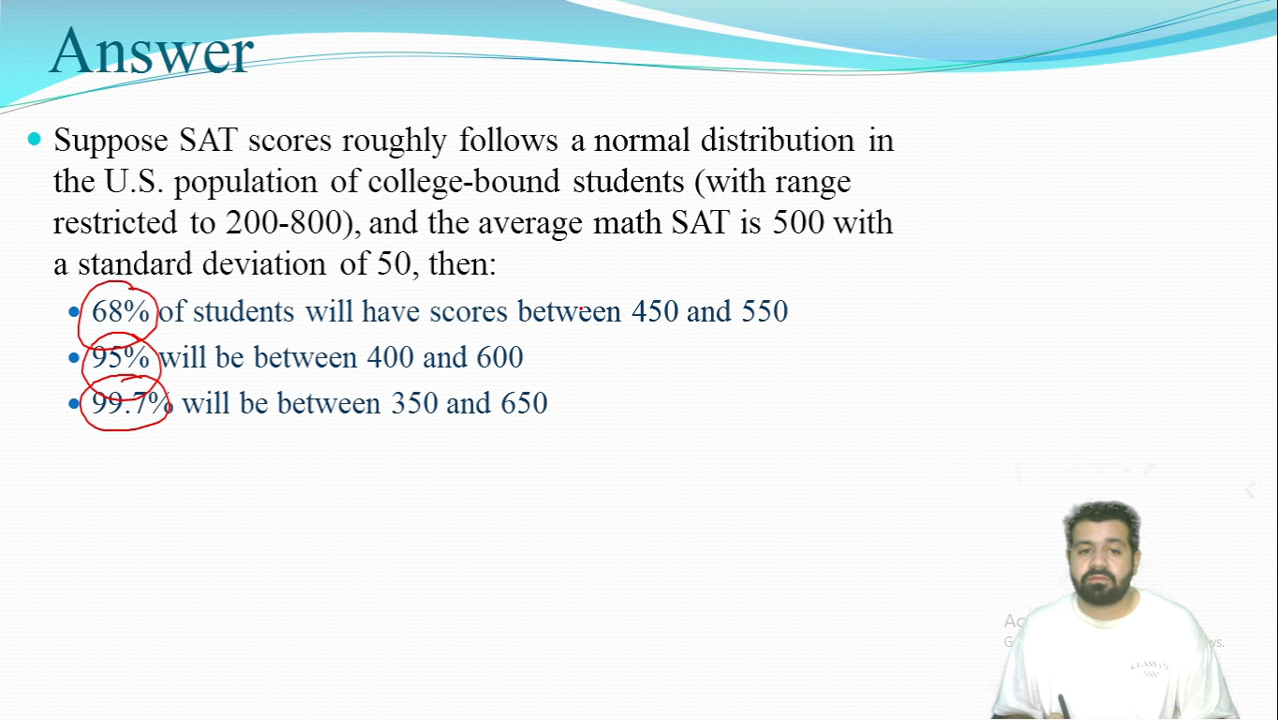 Answer
• Suppose SAT scores roughly follows a normal distribution in
the U.S. population of college-bound students (with range
restricted to 200-800), and the average math SAT is 500 with
a standard deviation of 50, then:
• 68% of students will have scores between 450 and 550
• 95% will be between 400 and 600
• 99.7% will be between 350 and 650
CLASS OF